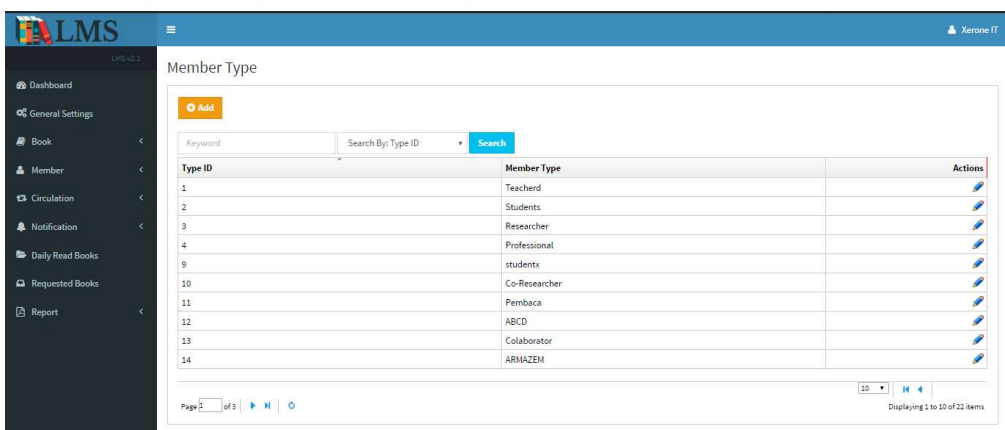 LMS
Xerone IT
LMS v2.1
Member Type
Dashboard
General Settings
Book
Member
Circulation
Notification
Daily Read Books
Requested Books
Report
Add
Keyword
Search By: Type ID
Search
Type ID Member Type Actions
1 Teacherd
2 Students
3 Researcher
4 Professional
9 studentx
10 Co-Researcher
11 Pembaca
12 ABCD
13 Colaborator
14 ARMAZEM
10
Page 1 of 3
Displaying 1 to 10 of 22 items